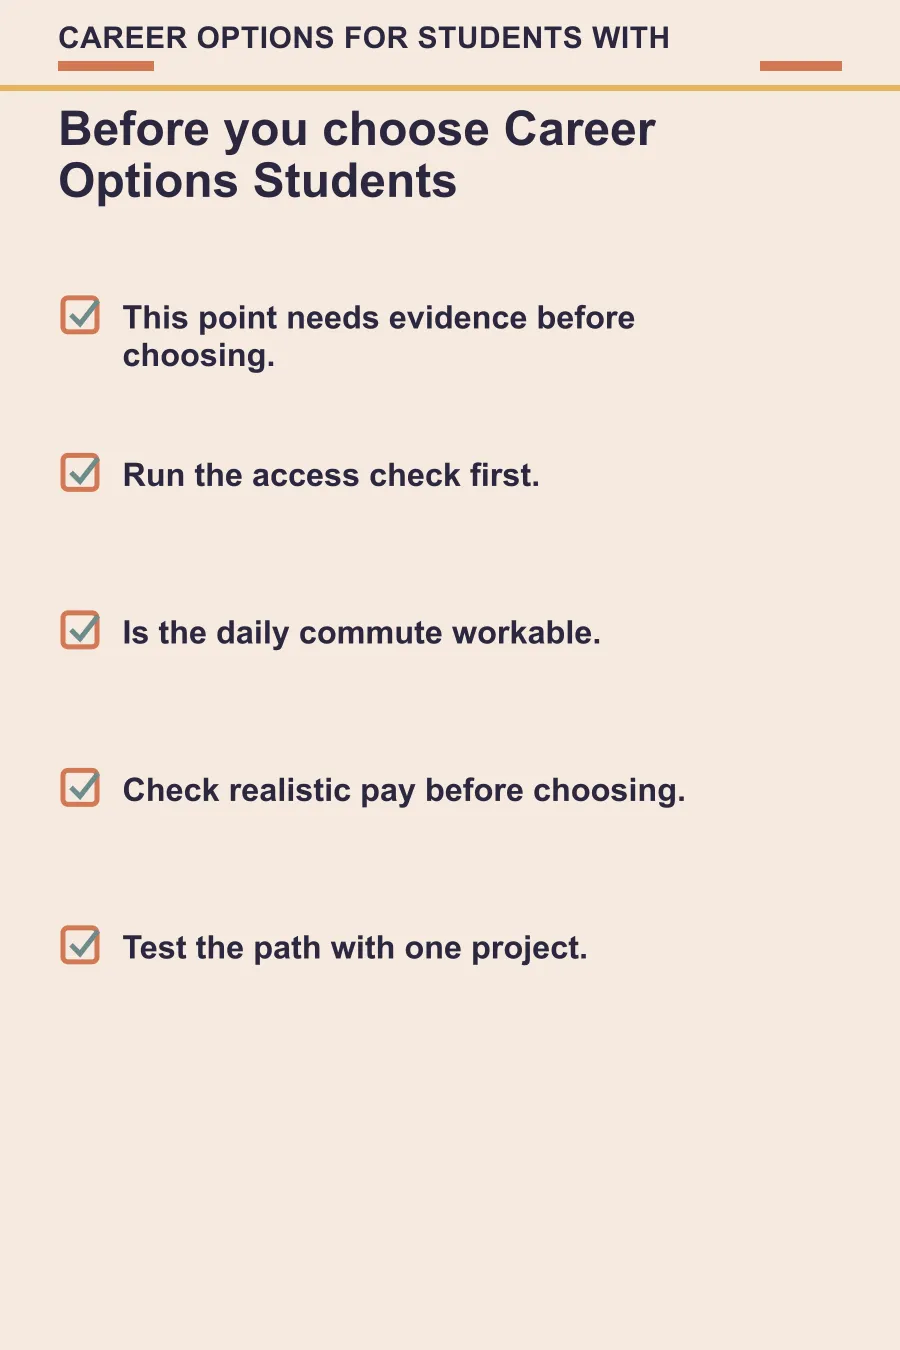 CAREER OPTIONS FOR STUDENTS WITH
Before you choose Career
Options Students
This point needs evidence before
choosing.
Run the access check first.
Is the daily commute workable.
Check realistic pay before choosing.
Test the path with one project.